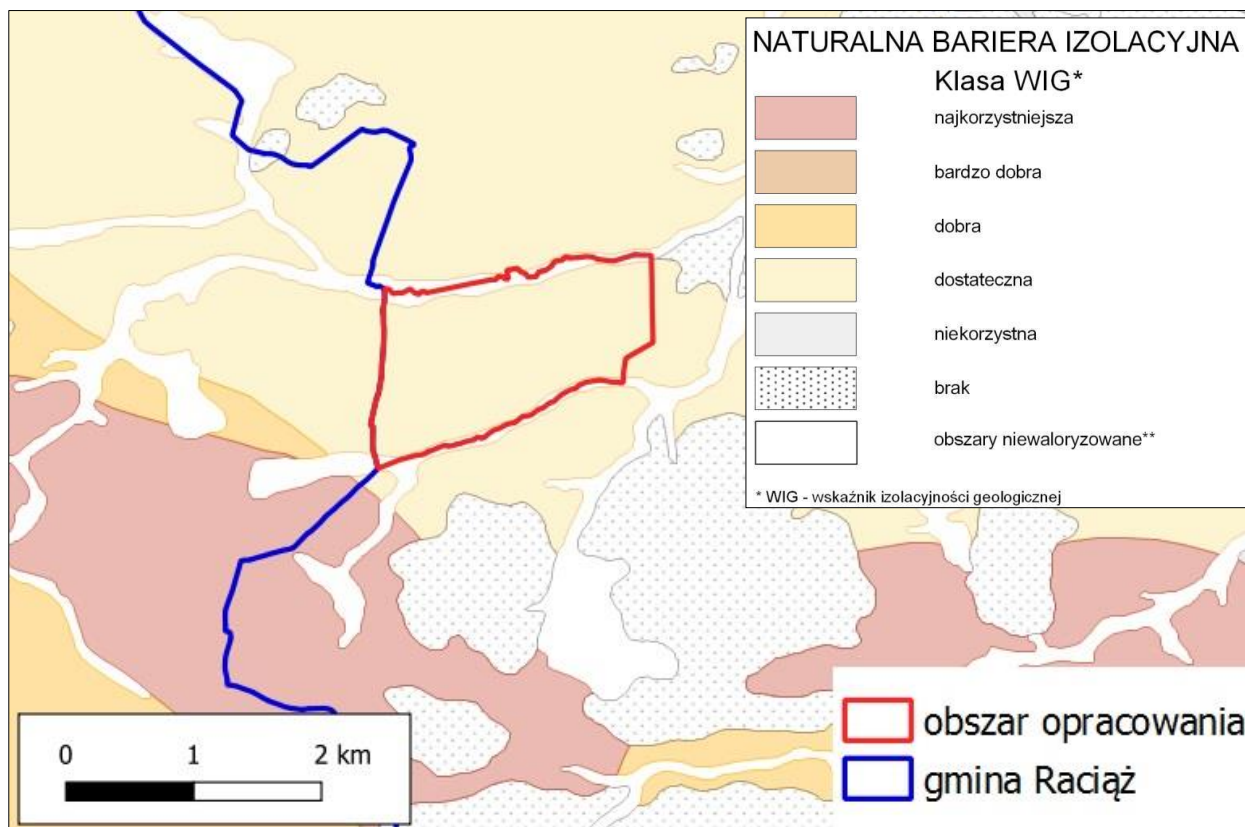 NATURALNA BARIERA IZOLACYJNA
Klasa WIG*
najkorzystniejsza
bardzo dobra
dobra
dostateczna
niekorzystna
brak
obszary niewaloryzowane**
* WIG - wskaźnik izolacyjności geologicznej
0 1 2 km
obszar opracowania
gmina Raciąż